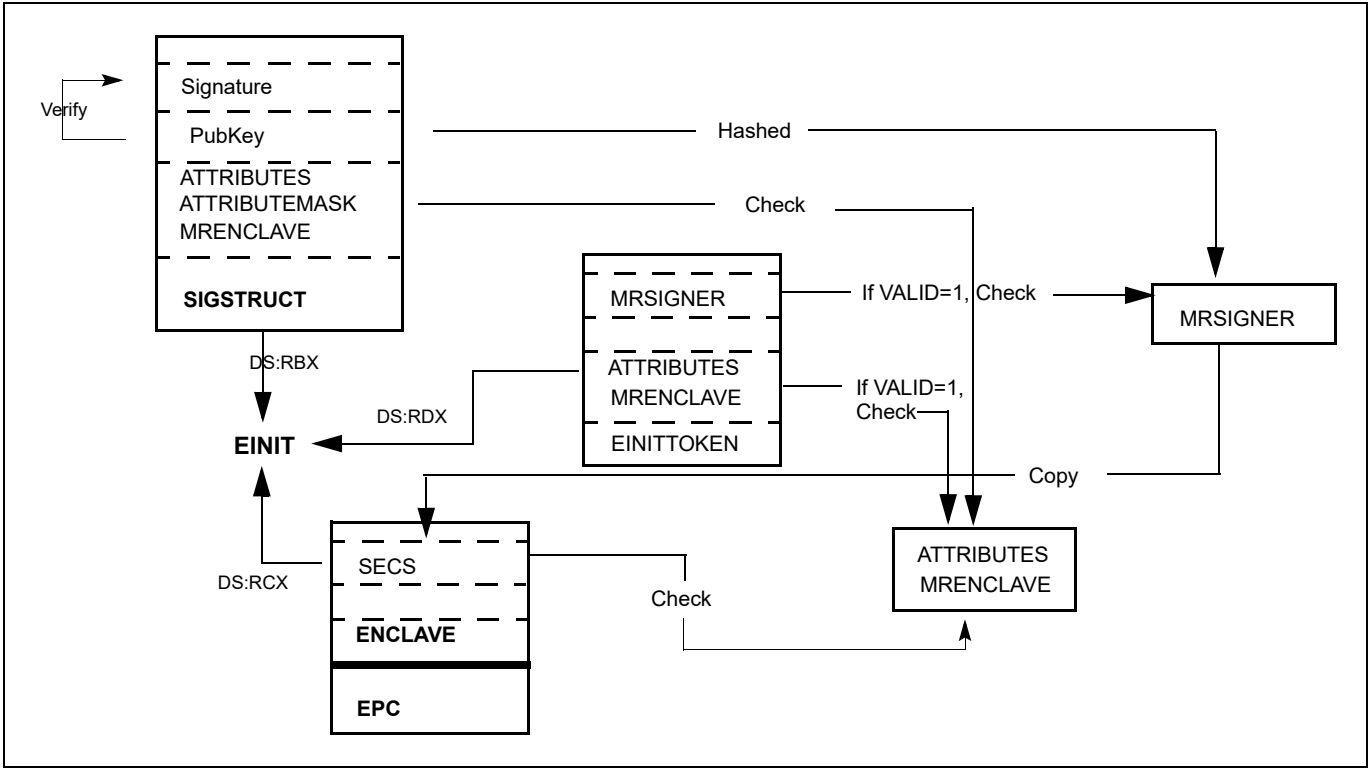 Signature
Verify
PubKey
Hashed
ATTRIBUTES
ATTRIBUTEMASK
MRENCLAVE
Check
SIGSTRUCT
MRSIGNER
If VALID=1, Check
MRSIGNER
DS:RBX
ATTRIBUTES
MRENCLAVE
If VALID=1,
Check
DS:RDX
EINIT
EINITTOKEN
Copy
SECS
DS:RCX
ENCLAVE
EPC
Check
ATTRIBUTES
MRENCLAVE